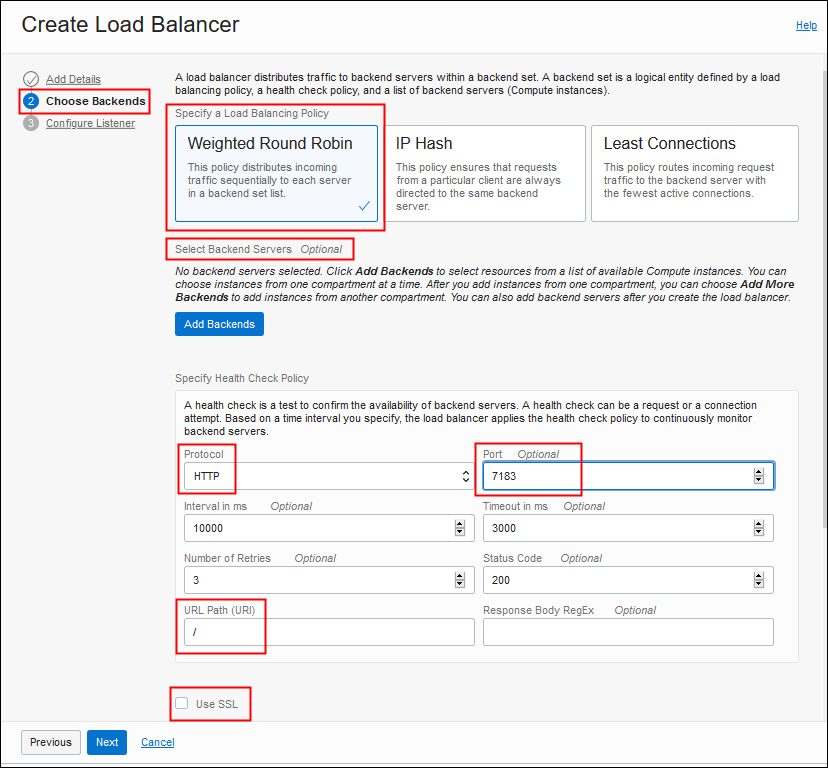 Create Load Balancer
Help
Add Details
2 Choose Backends
3 Configure Listener
A load balancer distributes traffic to backend servers within a backend set. A backend set is a logical entity defined by a load
balancing policy, a health check policy, and a list of backend servers (Compute instances).
Specify a Load Balancing Policy
Weighted Round Robin
This policy distributes incoming
traffic sequentially to each server
in a backend set list.
IP Hash
This policy ensures that requests
from a particular client are always
directed to the same backend
server.
Least Connections
This policy routes incoming request
traffic to the backend server with
the fewest active connections.
Select Backend Servers Optional
No backend servers selected. Click Add Backends to select resources from a list of available Compute instances. You can
choose instances from one compartment at a time. After you add instances from one compartment, you can choose Add More
Backends to add instances from another compartment. You can also add backend servers after you create the load balancer.
Add Backends
Specify Health Check Policy
A health check is a test to confirm the availability of backend servers. A health check can be a request or a connection
attempt. Based on a time interval you specify, the load balancer applies the health check policy to continuously monitor
backend servers.
Protocol
HTTP
Port Optional
7183
Interval in ms Optional
10000
Timeout in ms Optional
3000
Number of Retries Optional
3
Status Code Optional
200
URL Path (URI)
/
Response Body RegEx Optional
Use SSL
Previous
Next
Cancel